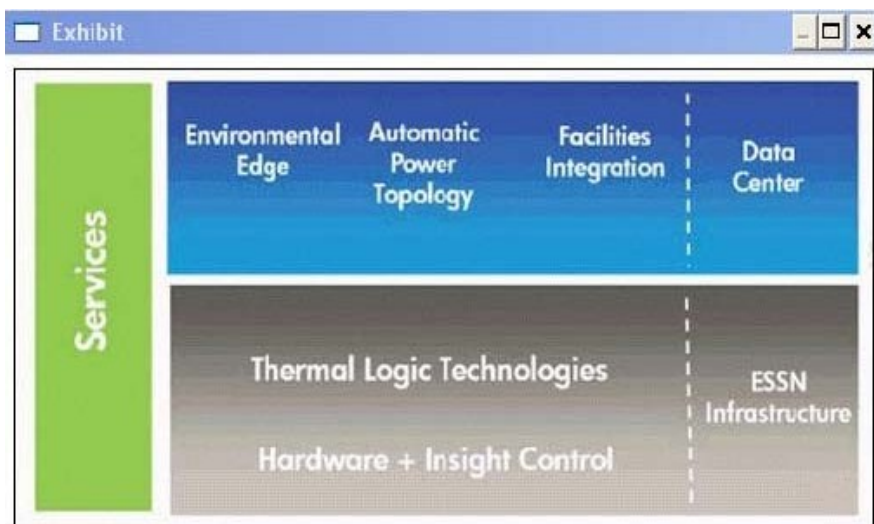 Exhibit
Services
Environmental
Edge
Automatic
Power
Topology
Facilities
Integration
Data
Center
Thermal Logic Technologies
Hardware + Insight Control
ESSN
Infrastructure